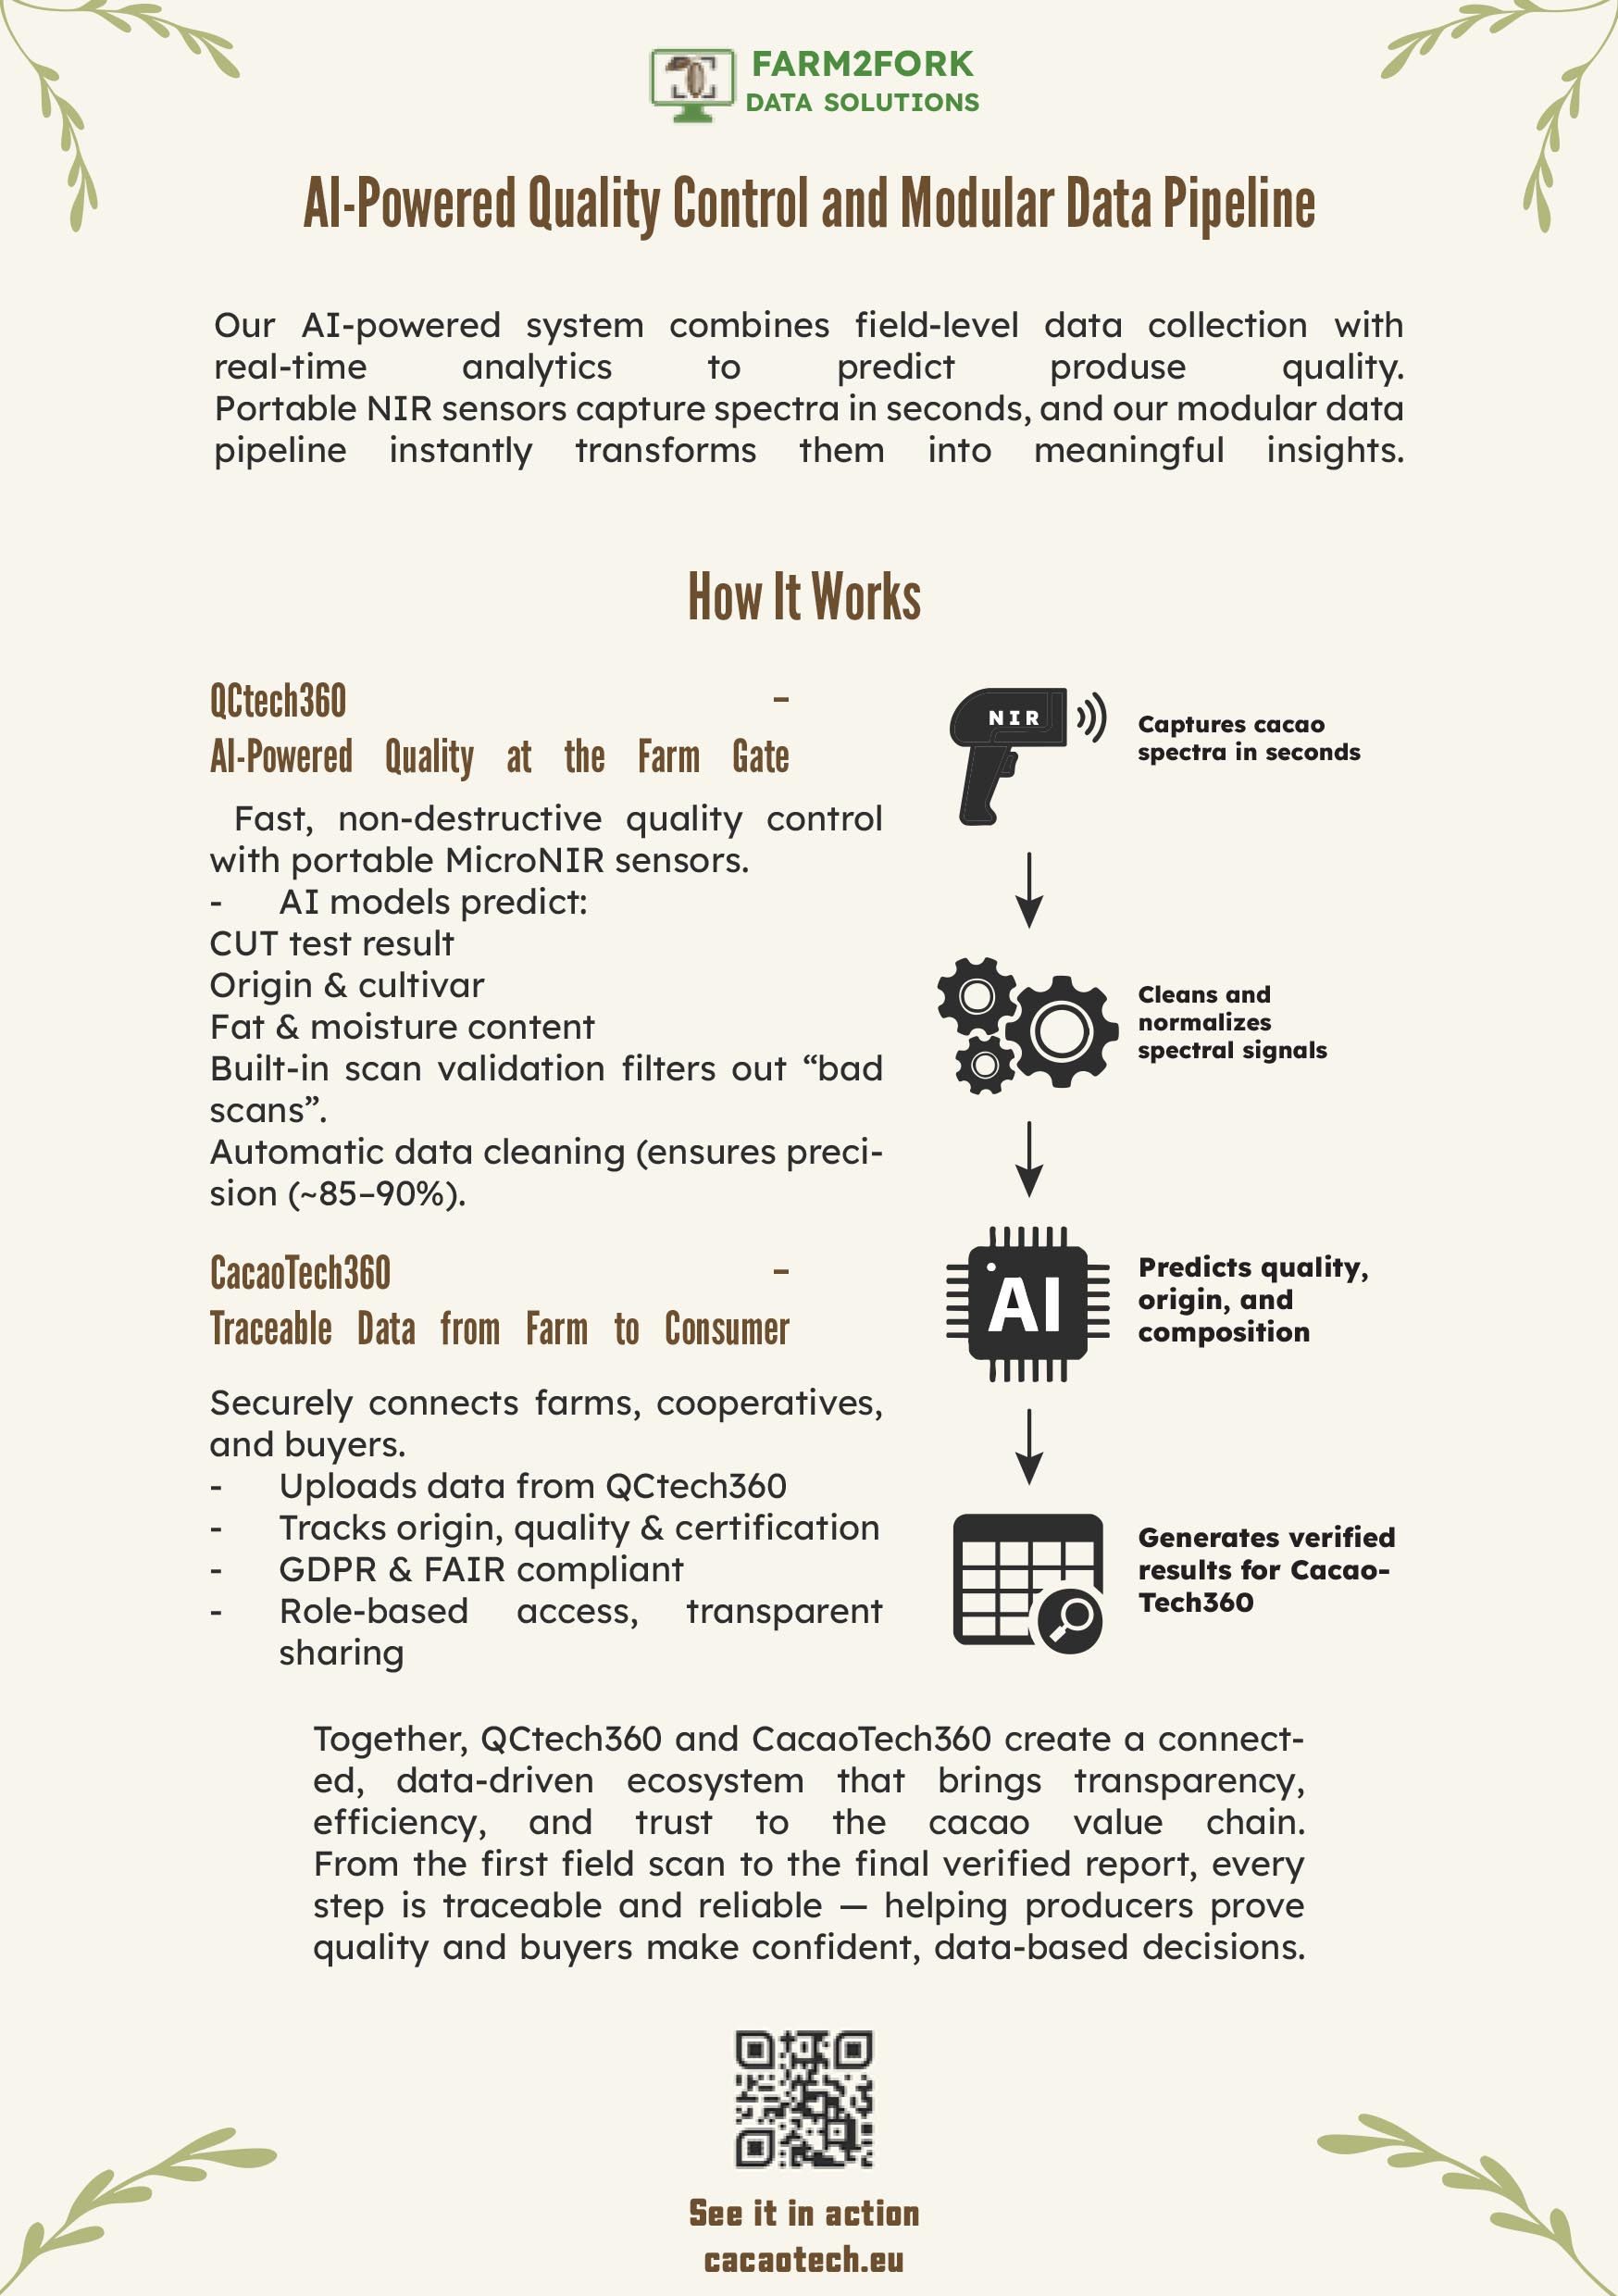 FARM2FORK
DATA SOLUTIONS
AI-Powered Quality Control and Modular Data Pipeline
Our AI-powered system combines field-level data collection with
real-time analytics to predict produse quality.
Portable NIR sensors capture spectra in seconds, and our modular data
pipeline instantly transforms them into meaningful insights.
How It Works
QCtech360 –
AI-Powered Quality at the Farm Gate
Fast, non-destructive quality control
with portable MicroNIR sensors.
- AI models predict:
CUT test result
Origin & cultivar
Fat & moisture content
Built-in scan validation filters out “bad
scans”.
Automatic data cleaning (ensures preci-
sion (~85–90%).
CacaoTech360 –
Traceable Data from Farm to Consumer
Securely connects farms, cooperatives,
and buyers.
- Uploads data from QCtech360
- Tracks origin, quality & certification
- GDPR & FAIR compliant
- Role-based access, transparent
sharing
NIR
Captures cacao
spectra in seconds
Cleans and
normalizes
spectral signals
AI
Predicts quality,
origin, and
composition
Generates verified
results for Cacao-
Tech360
Together, QCtech360 and CacaoTech360 create a connect-
ed, data-driven ecosystem that brings transparency,
efficiency, and trust to the cacao value chain.
From the first field scan to the final verified report, every
step is traceable and reliable — helping producers prove
quality and buyers make confident, data-based decisions.
See it in action
cacaotech.eu